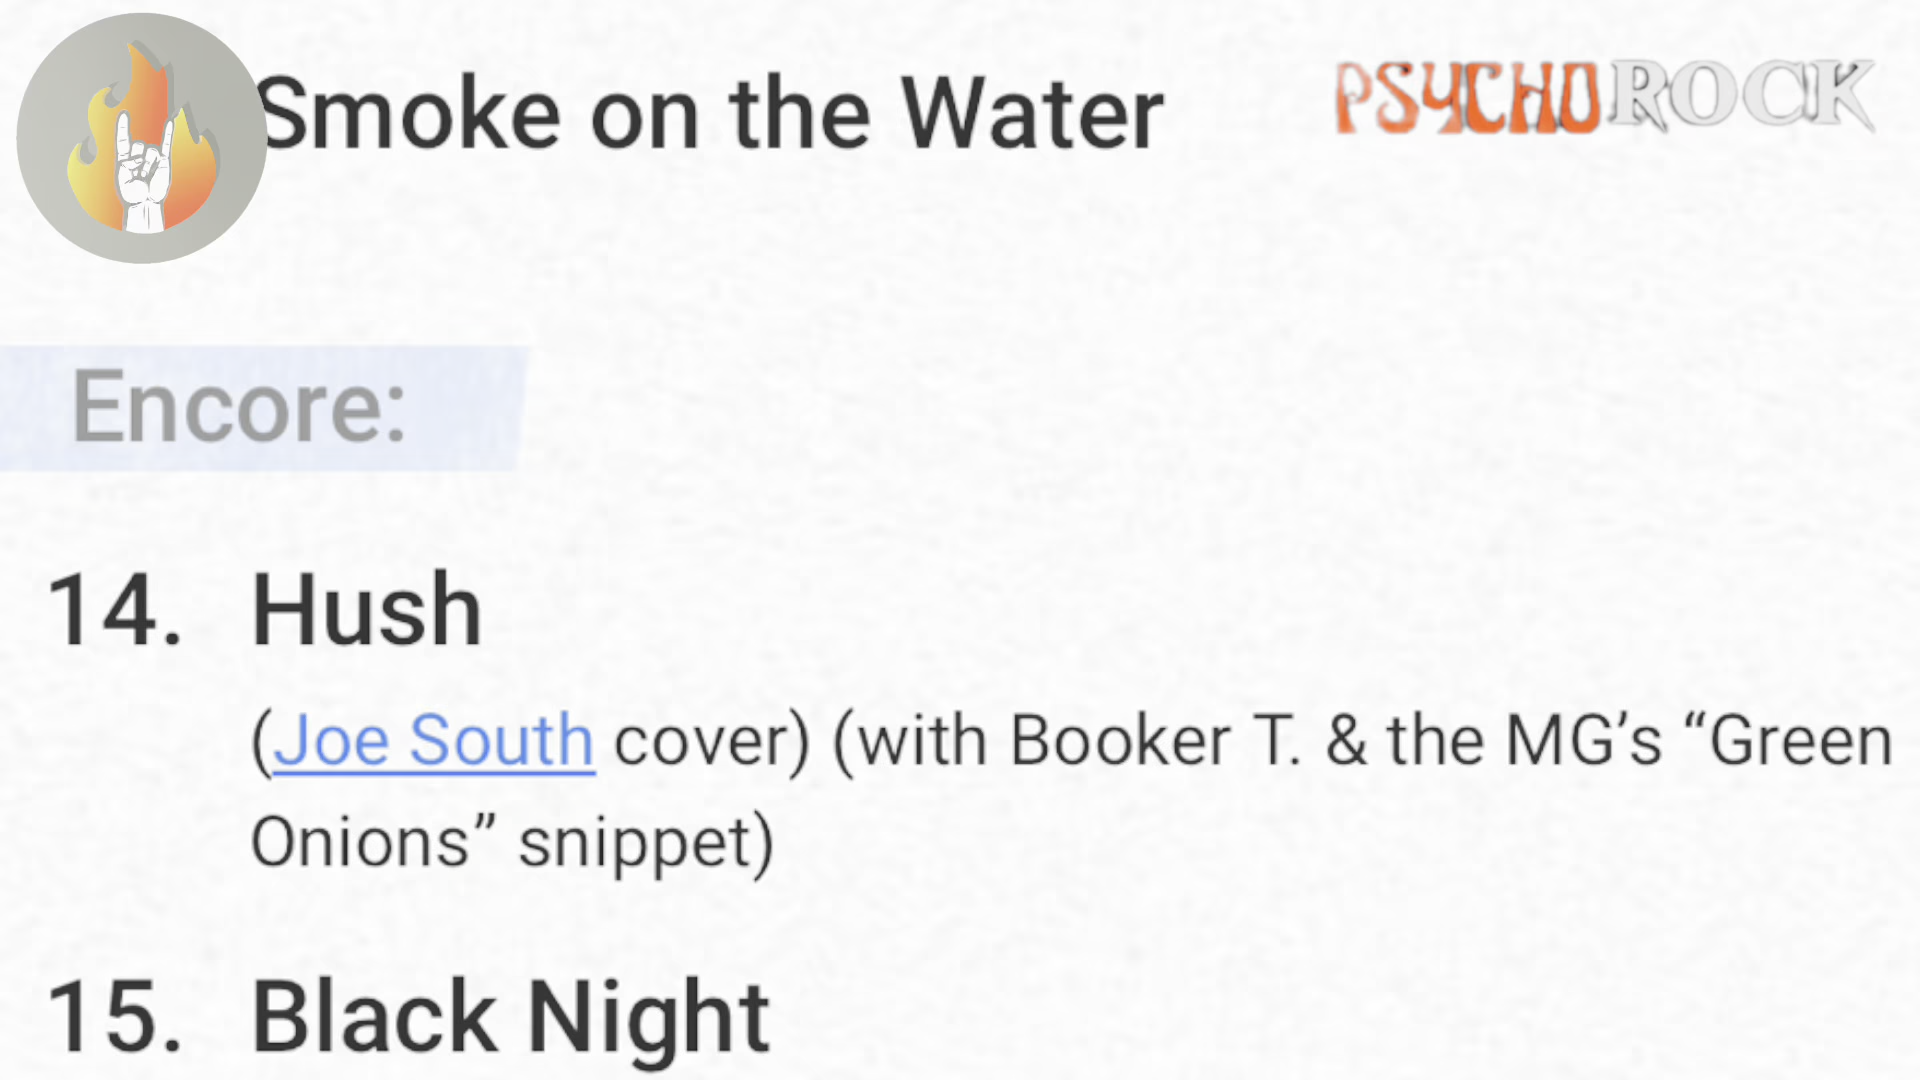 Smoke on the Water
PSYCHOROCK
Encore:
14. Hush
(Joe South cover) (with Booker T. & the MG’s “Green
Onions” snippet)
15. Black Night